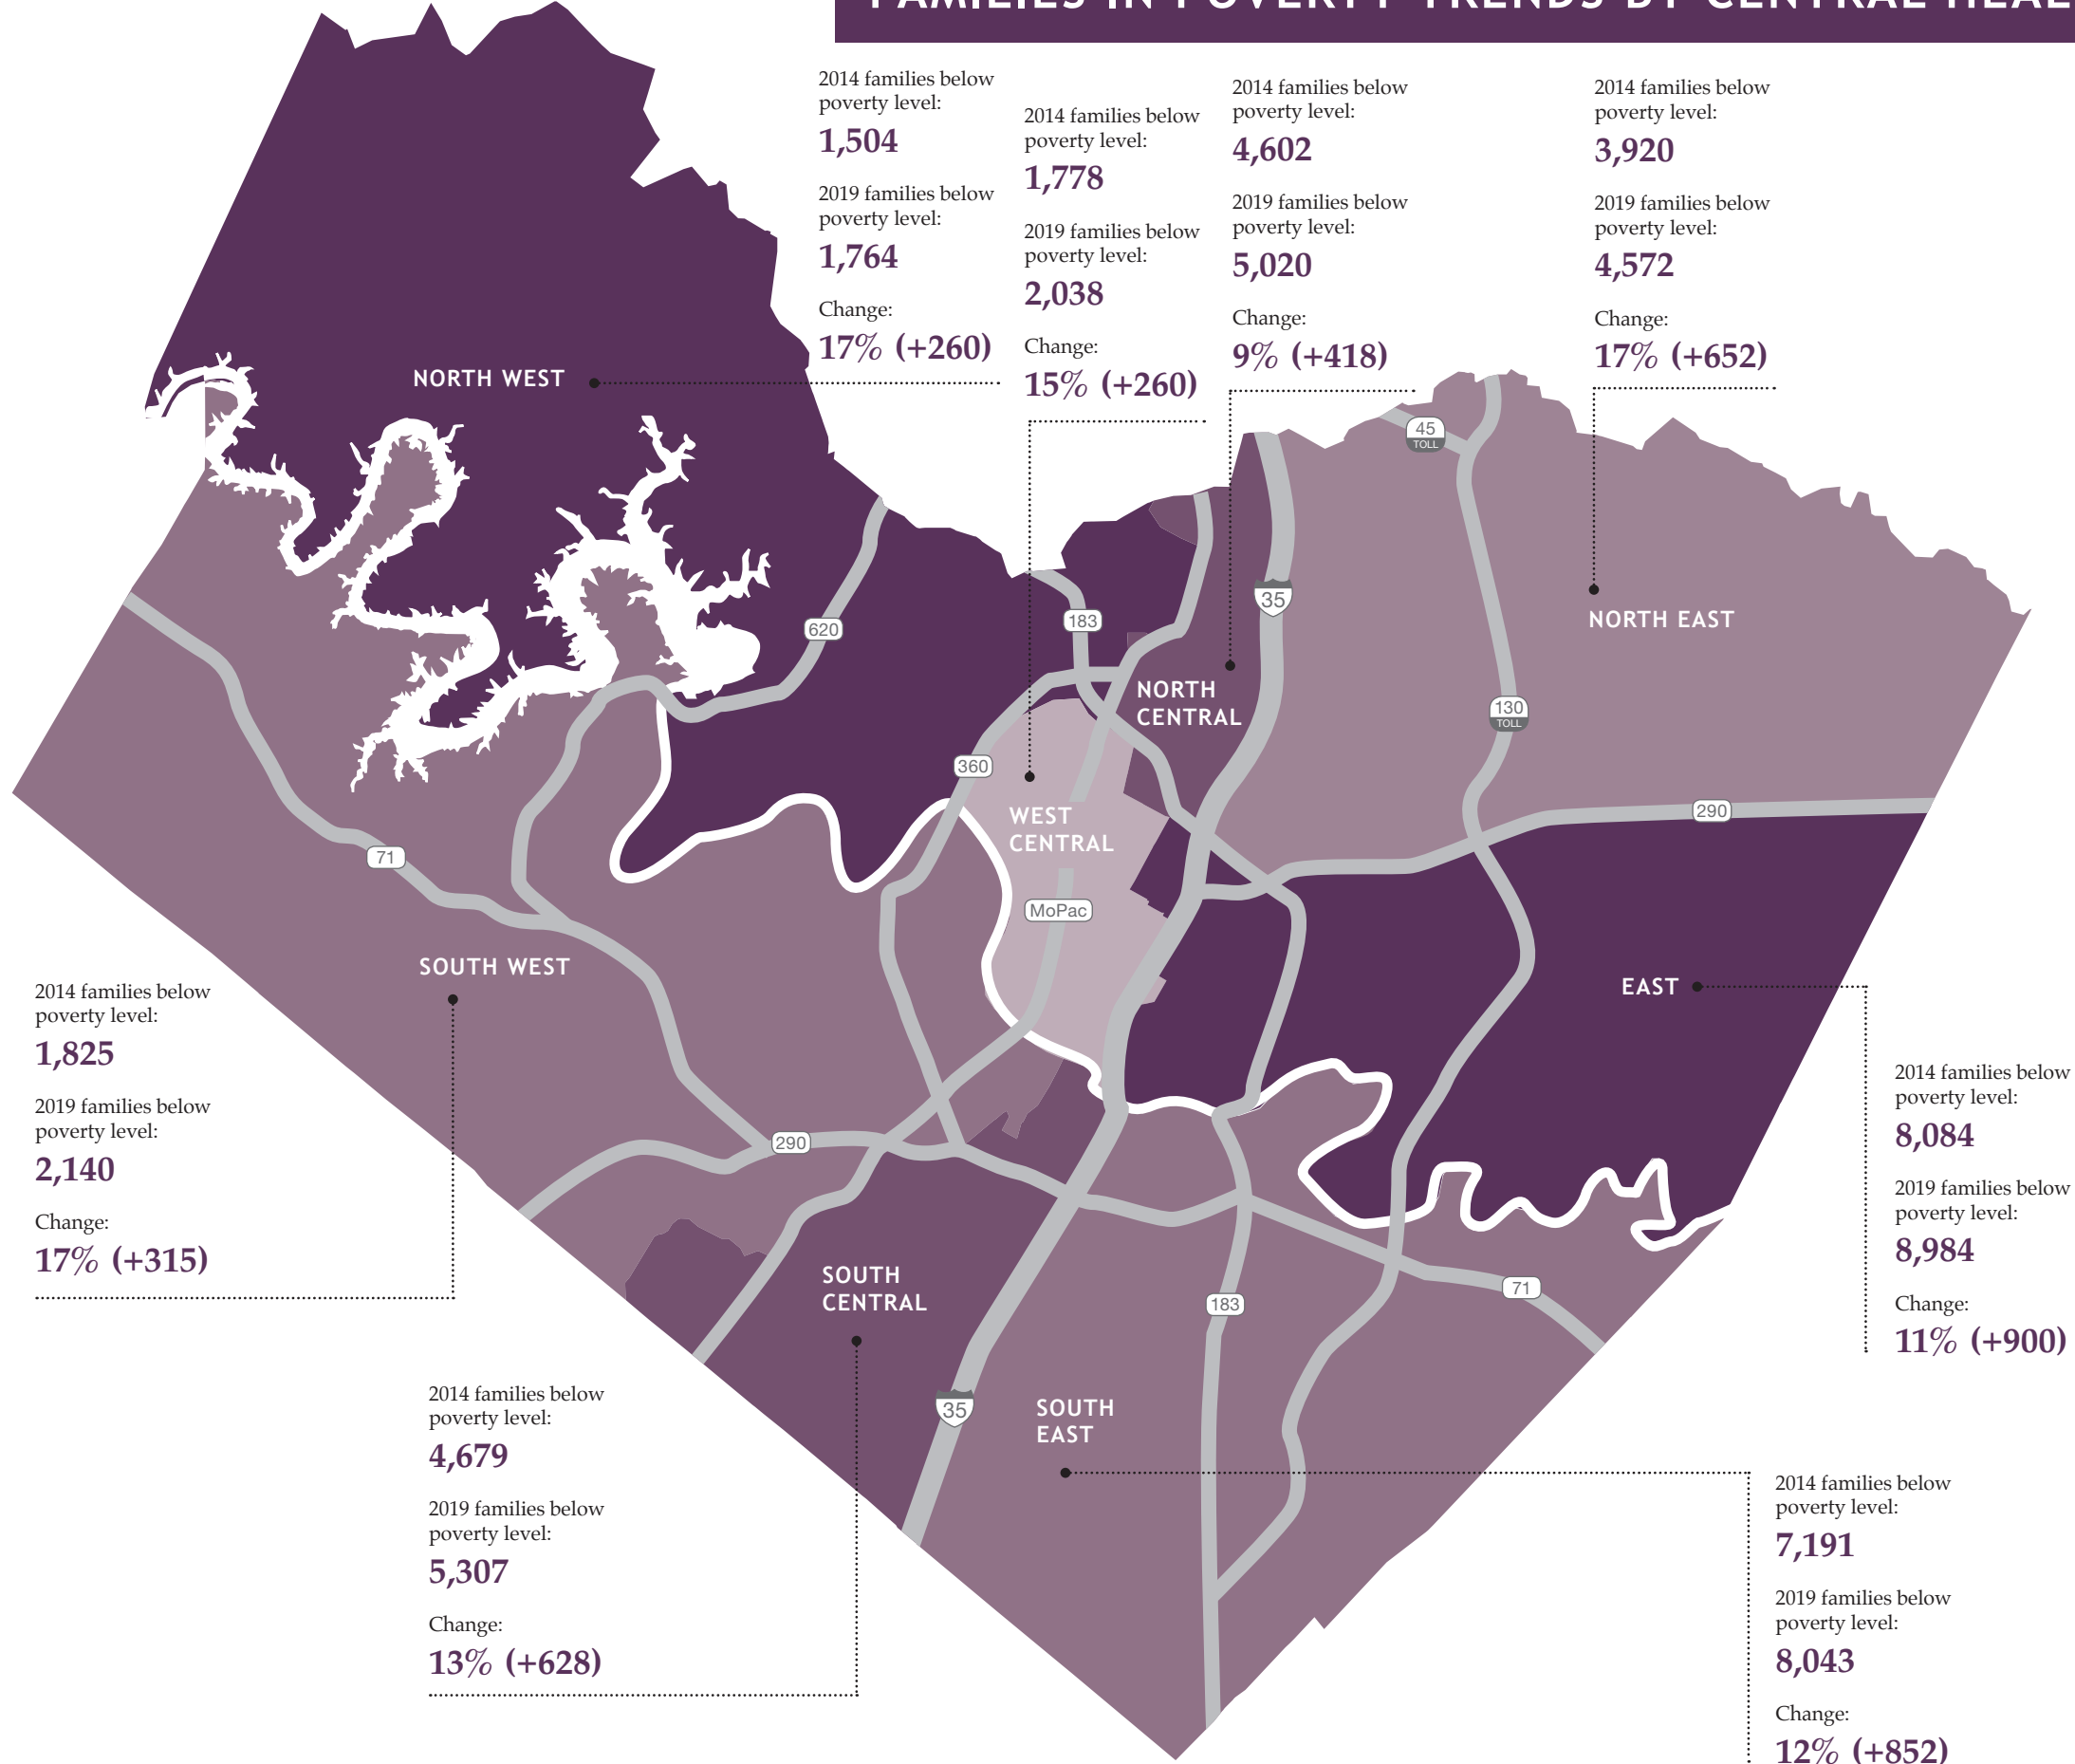 FAMILIES IN POVERTY TRENDS BY CENTRAL
2014 families below
poverty level:
1,504
2019 families below
poverty level:
1,764
Change:
17% (+260)
2014 families below
poverty level:
1,778
2019 families below
poverty level:
2,038
Change:
15% (+260)
2014 families below
poverty level:
4,602
2019 families below
poverty level:
5,020
Change:
9% (+418)
2014 families below
poverty level:
3,920
2019 families below
poverty level:
4,572
Change:
17% (+652)
NORTH WEST
45
TOLL
35
NORTH EAST
183
620
NORTH
CENTRAL
130
TOLL
360
WEST
CENTRAL
290
71
MoPac
SOUTH WEST
EAST
2014 families below
poverty level:
1,825
2019 families below
poverty level:
2,140
Change:
17% (+315)
2014 families below
poverty level:
8,084
2019 families below
poverty level:
8,984
Change:
11% (+900)
290
SOUTH
CENTRAL
183
71
35
SOUTH
EAST
2014 families below
poverty level:
4,679
2019 families below
poverty level:
5,307
Change:
13% (+628)
2014 families below
poverty level:
7,191
2019 families below
poverty level:
8,043
Change:
12% (+852)